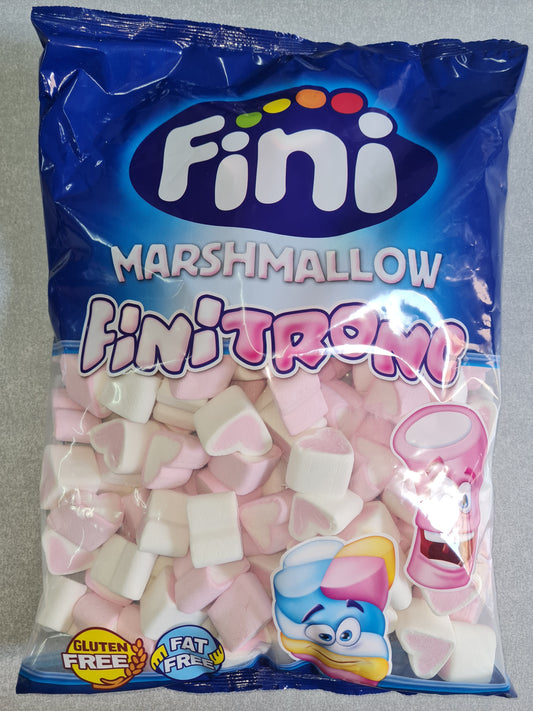 Fini
MARSHMALLOW
FiNiTRONC
GLUTEN
FREE
FAT
FREE